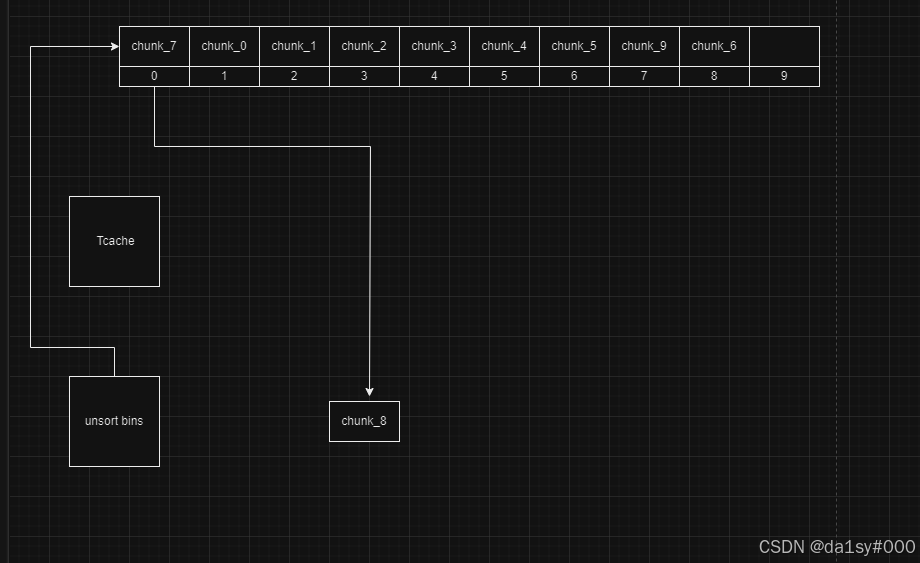 chunk_7 chunk_0 chunk_1 chunk_2 chunk_3 chunk_4 chunk_5 chunk_9 chunk_6
0 1 2 3 4 5 6 7 8 9
Tcache
unsort bins
chunk_8
CSDN @da1sy#000